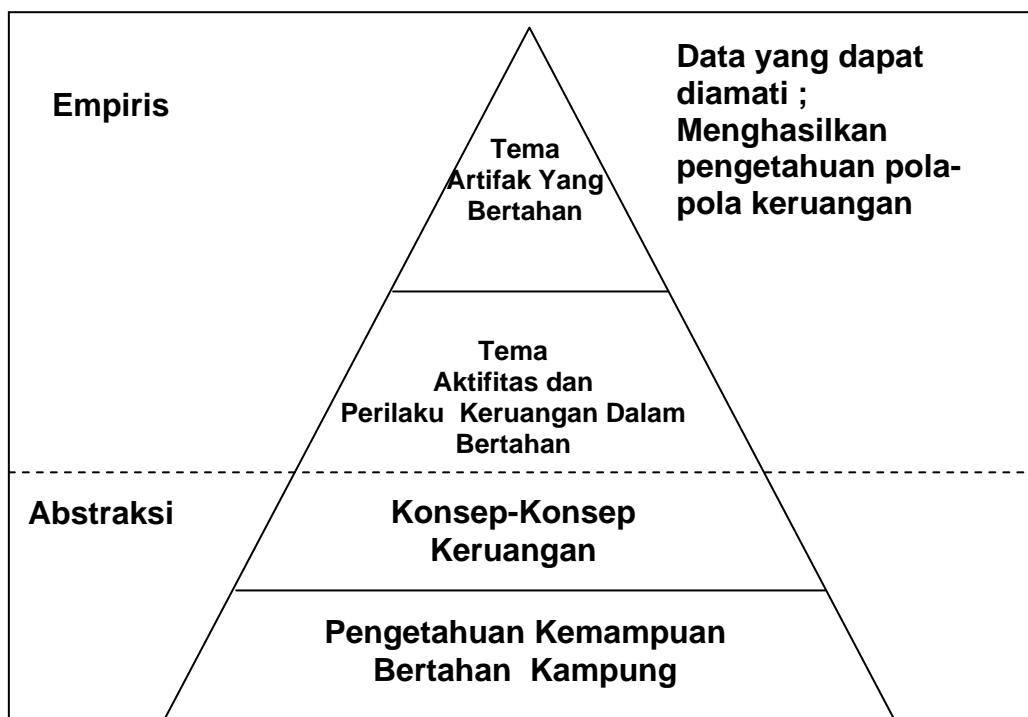 Empiris
Data yang dapat
diamati ;
Menghasilkan
pengetahuan pola-
pola keruangan
Tema
Artifak Yang
Bertahan
Tema
Aktifitas dan
Perilaku Keruangan Dalam
Bertahan
Abstraksi
Konsep-Konsep
Keruangan
Pengetahuan Kemampuan
Bertahan Kampung